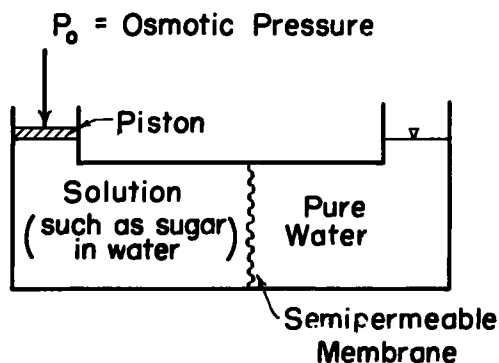 P₀ = Osmotic Pressure
Piston
Solution
(such as sugar
in water)
Pure
Water
Semipermeable
Membrane